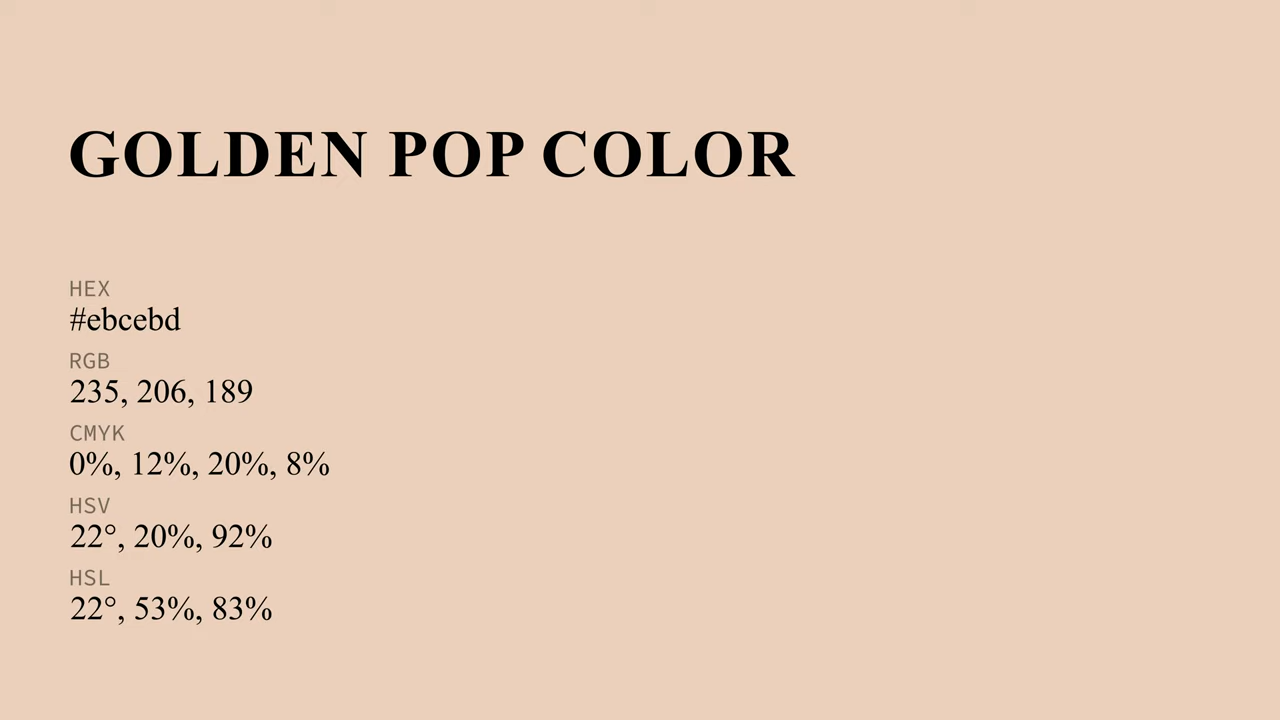 GOLDEN POP COLOR
HEX
#ebcebd
RGB
235, 206, 189
CMYK
0%, 12%, 20%, 8%
HSV
22°, 20%, 92%
HSL
22°, 53%, 83%